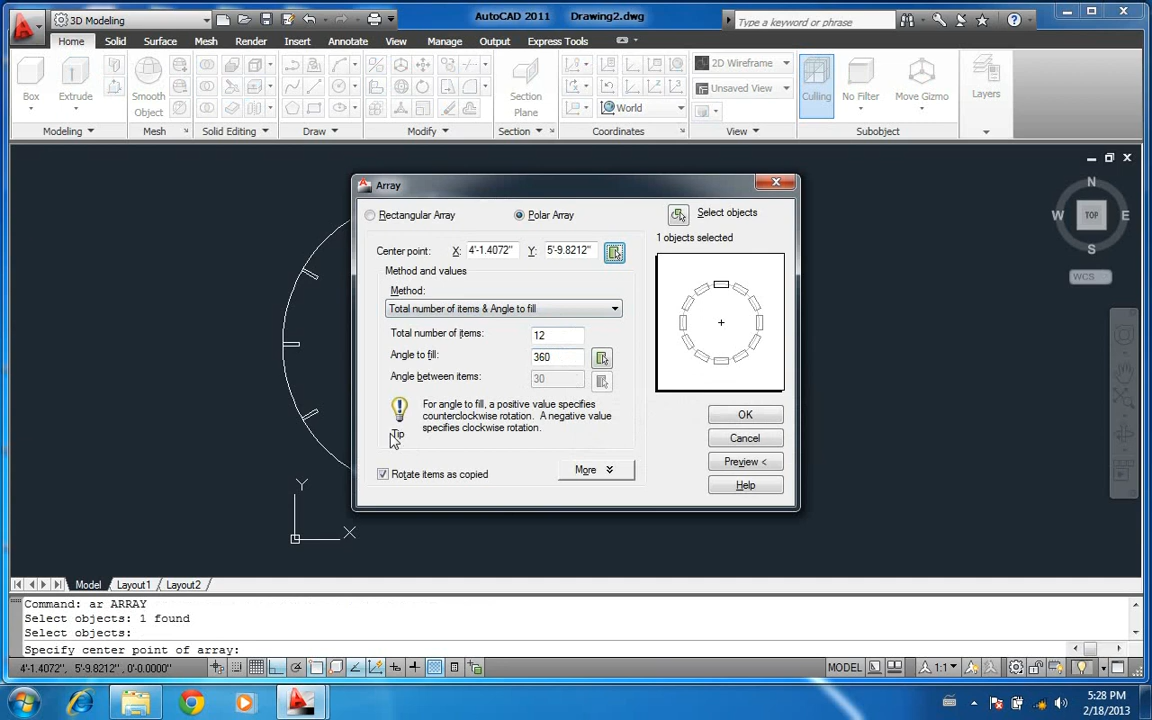 3D Modeling
AutoCAD 2011 Drawing2.dwg
Type a keyword or phrase
Home Solid Surface Mesh Render Insert Annotate View Manage Output Express Tools
Box
Extrude
Smooth
Object
Section
Plane
World
2D Wireframe
Unsaved View
Culling
No Filter
Move Gizmo
Layers
Modeling Mesh Solid Editing Draw Modify Section Coordinates View Subobject
Array
Rectangular Array
Polar Array
Select objects
1 objects selected
Center point: X: 4'-1.4072" Y: 5'-9.8212"
Method and values
Method:
Total number of items & Angle to fill
Total number of items: 12
Angle to fill: 360
Angle between items: 30
For angle to fill, a positive value specifies
counterclockwise rotation. A negative value
specifies clockwise rotation.
Tip
Rotate items as copied
More
OK
Cancel
Preview <
Help
N
W TOP E
S
WCS
Y
X
Model Layout1 Layout2
Command: ar ARRAY
Select objects: 1 found
Select objects:
Specify center point of array:
4'-1.4072", 5'-9.8212", 0'-0.0000"
MODEL
1:1
5:28 PM
2/18/2013